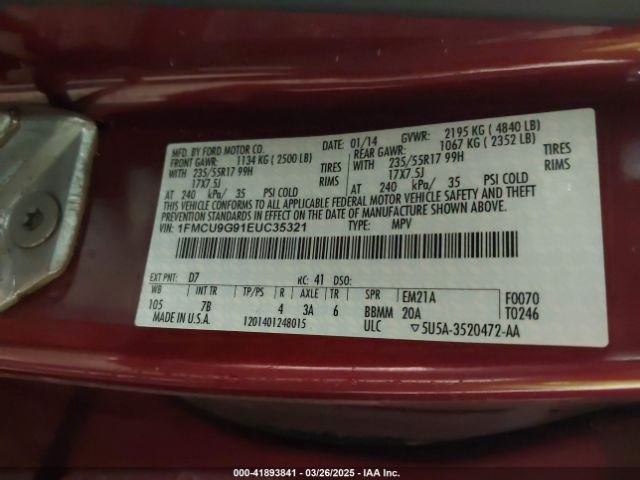 MFD. BY FORD MOTOR CO. 01/14 GVWR: 2195 KG ( 4840 LB)
FRONT GAWR: 1134 KG ( 2500 LB) REAR GAWR: 1067 KG ( 2352 LB)
WITH 235/55R17 99H TIRES WITH 235/55R17 99H TIRES
17X7.5J RIMS 17X7.5J RIMS
AT 240 kPa/ 35 PSI COLD AT 240 kPa/ 35 PSI COLD
THIS VEHICLE CONFORMS TO ALL APPLICABLE FEDERAL MOTOR VEHICLE SAFETY AND THEFT
PREVENTION STANDARDS IN EFFECT ON THE DATE OF MANUFACTURE SHOWN ABOVE.
VIN: 1FMCU9G91EUC35321 TYPE: MPV
EXT PNT: D7 RC: 41 DSO:
WB INT TR TP/PS R AXLE TR SPR EM21A F0070
105 7B 4 3A 6 BBMM 20A T0246
MADE IN U.S.A. 1201401248015 ULC 5U5A-3520472-AA
000-41893841 | 03/26/2025 - IAA Inc.